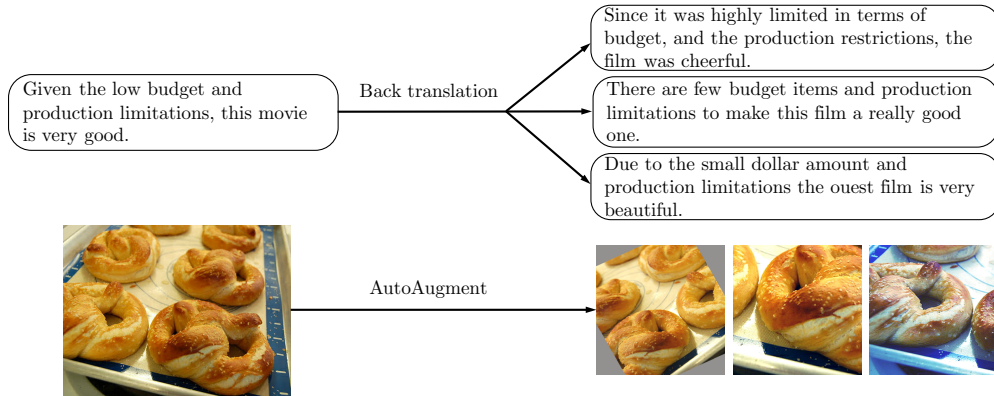 Given the low budget and
production limitations, this movie
is very good.
Back translation
Since it was highly limited in terms of
budget, and the production restrictions, the
film was cheerful.
There are few budget items and production
limitations to make this film a really good
one.
Due to the small dollar amount and
production limitations the ouest film is very
beautiful.
AutoAugment